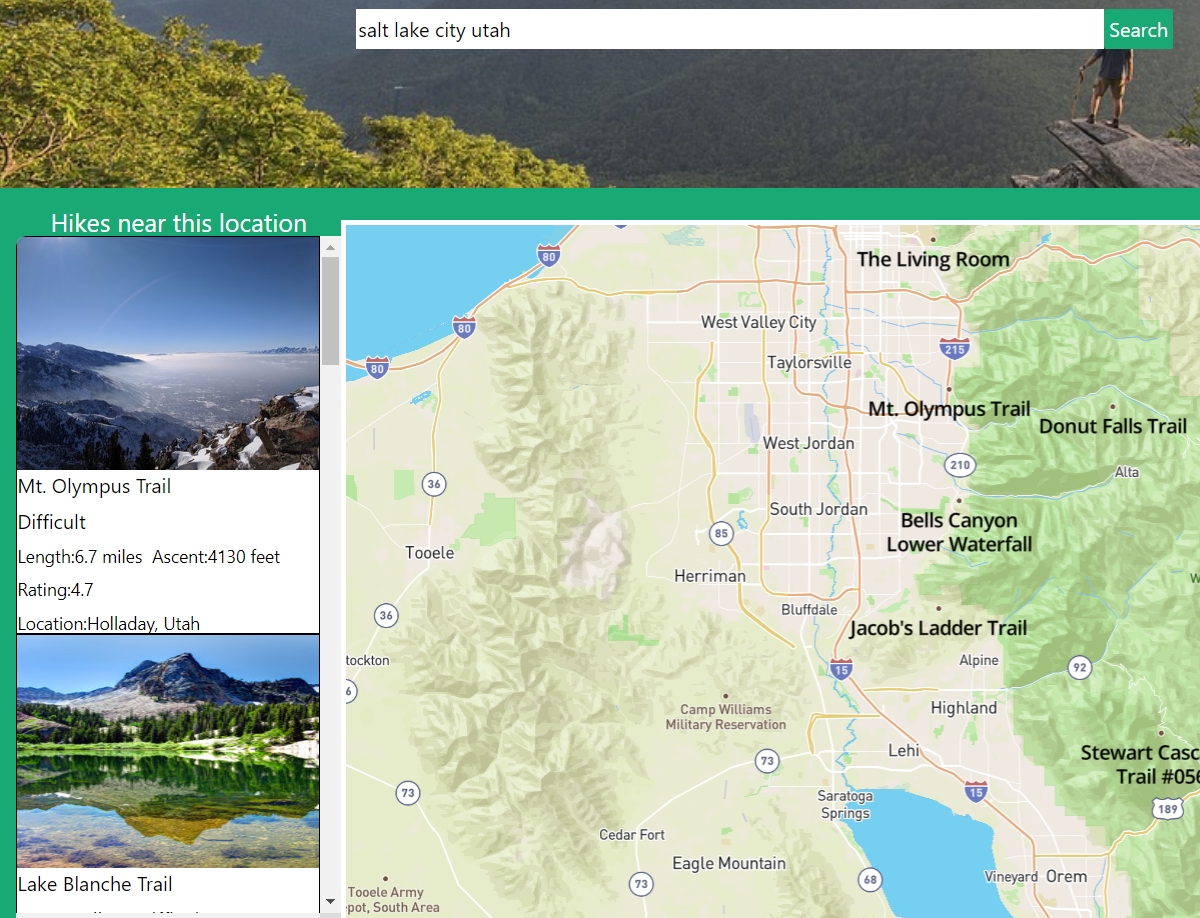 salt lake city utah
Search
Hikes near this location
Mt. Olympus Trail
Difficult
Length:6.7 miles Ascent:4130 feet
Rating:4.7
Location:Holladay, Utah
Lake Blanche Trail
80
The Living Room
80
West Valley City
215
80
Taylorsville
Mt. Olympus Trail
Donut Falls Trail
West Jordan
210
Alta
36
South Jordan
Bells Canyon
Lower Waterfall
85
Tooele
Herriman
36
Bluffdale
Jacob's Ladder Trail
tockton
15
Alpine
92
6
Camp Williams
Military Reservation
Highland
Lehi
Stewart Casc
Trail #056
73
73
15
Saratoga
Springs
189
Cedar Fort
Eagle Mountain
73
68
Vineyard
Orem
Tooele Army
pot, South Area